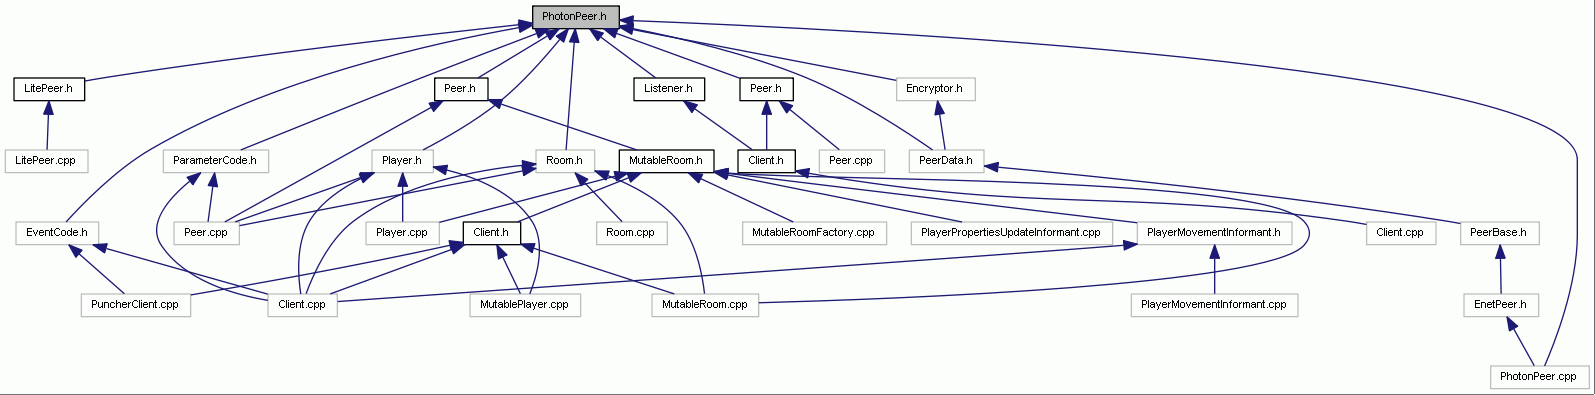 PhotonPeer.h
LitePeer.h
Peer.h
Listener.h
Peer.h
Encryptor.h
LitePeer.cpp
ParameterCode.h
Player.h
Room.h
MutableRoom.h
Client.h
Peer.cpp
PeerData.h
EventCode.h
Peer.cpp
Player.cpp
Client.h
Room.cpp
MutableRoomFactory.cpp
PlayerPropertiesUpdateInformant.cpp
PlayerMovementInformant.h
Client.cpp
PeerBase.h
PuncherClient.cpp
Client.cpp
MutablePlayer.cpp
MutableRoom.cpp
PlayerMovementInformant.cpp
EnetPeer.h
PhotonPeer.cpp